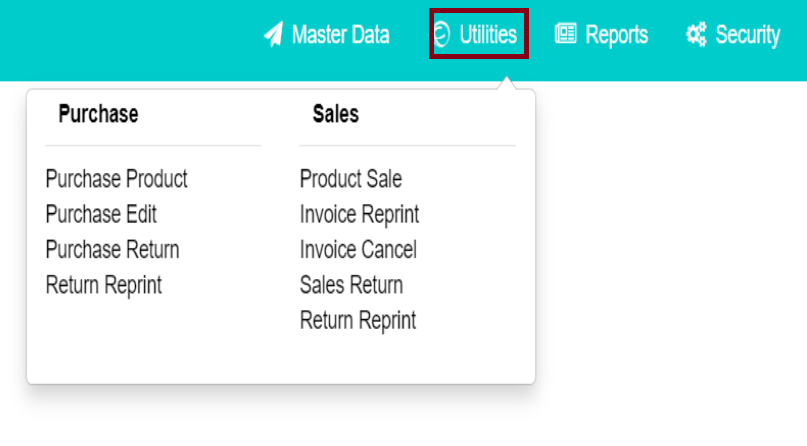 Master Data
Utilities
Reports
Security
Purchase
Purchase Product
Purchase Edit
Purchase Return
Return Reprint
Sales
Product Sale
Invoice Reprint
Invoice Cancel
Sales Return
Return Reprint